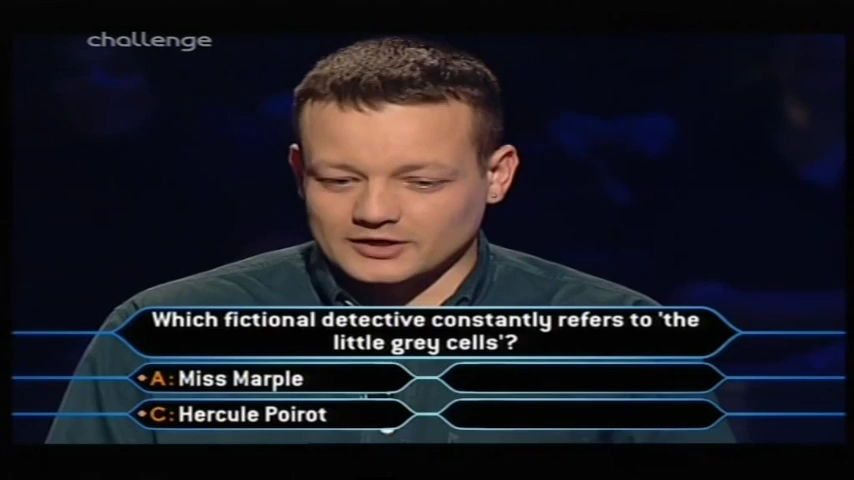 challenge
Which fictional detective constantly refers to 'the
little grey cells'?
A: Miss Marple
C: Hercule Poirot